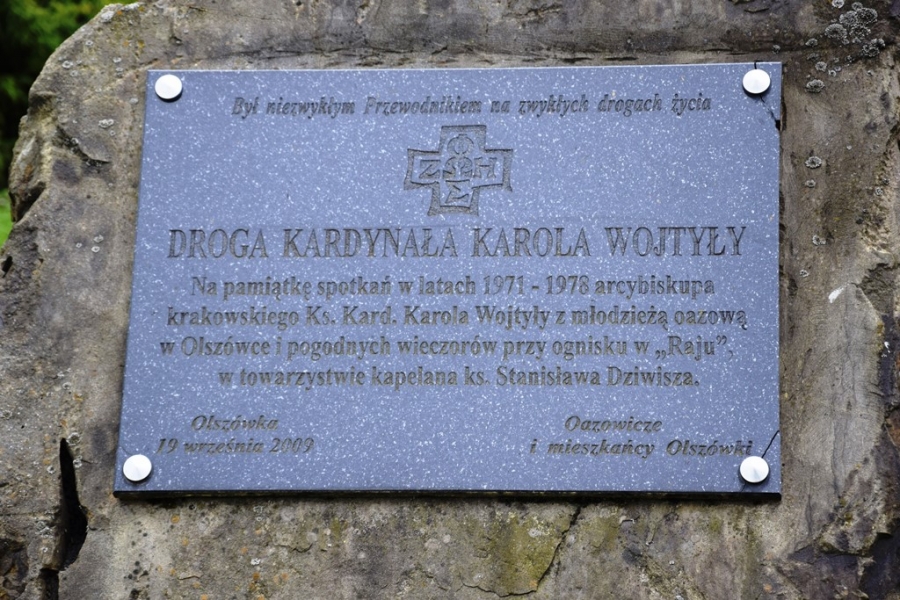 Był niezwykłym Przewodnikiem na zwykłych drogach życia
DROGA KARDYNAŁA KAROLA WOJTYŁY
Na pamiątkę spotkań w latach 1971 - 1978 arcybiskupa
krakowskiego Ks. Kard. Karola Wojtyły z młodzieżą oazową
w Olszówce i pogodnych wieczorów przy ognisku w „Raju”,
w towarzystwie kapelana ks. Stanisława Dziwisza.
Olszówka
19 września 2009
Oazowicze
i mieszkańcy Olszówki